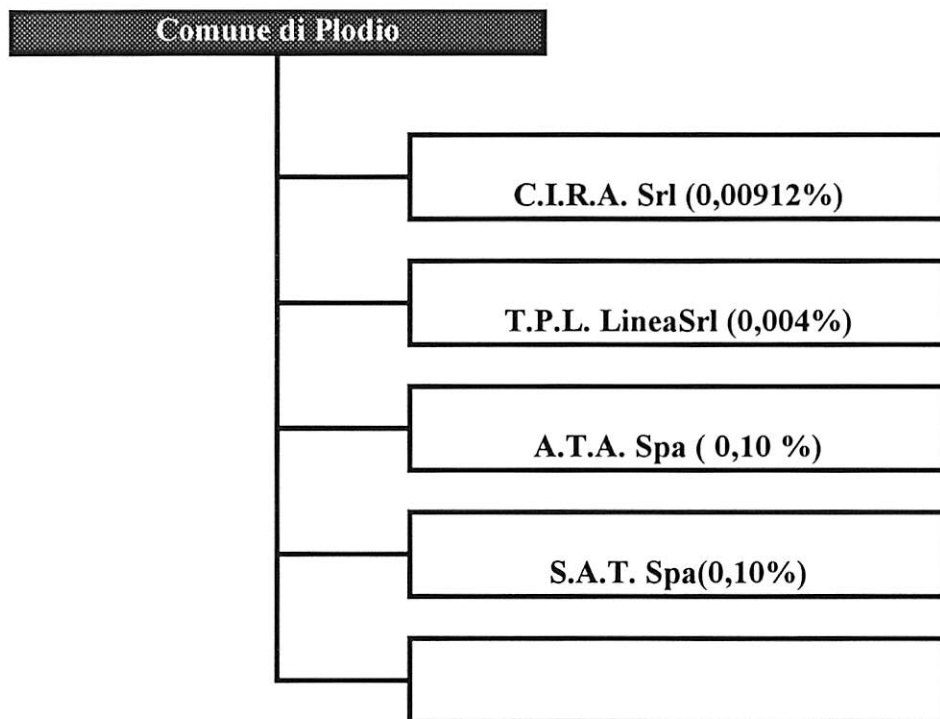 Comune di Plodio
C.I.R.A. Srl (0,00912%)
T.P.L. LineaSrl (0,004%)
A.T.A. Spa ( 0,10 %)
S.A.T. Spa(0,10%)